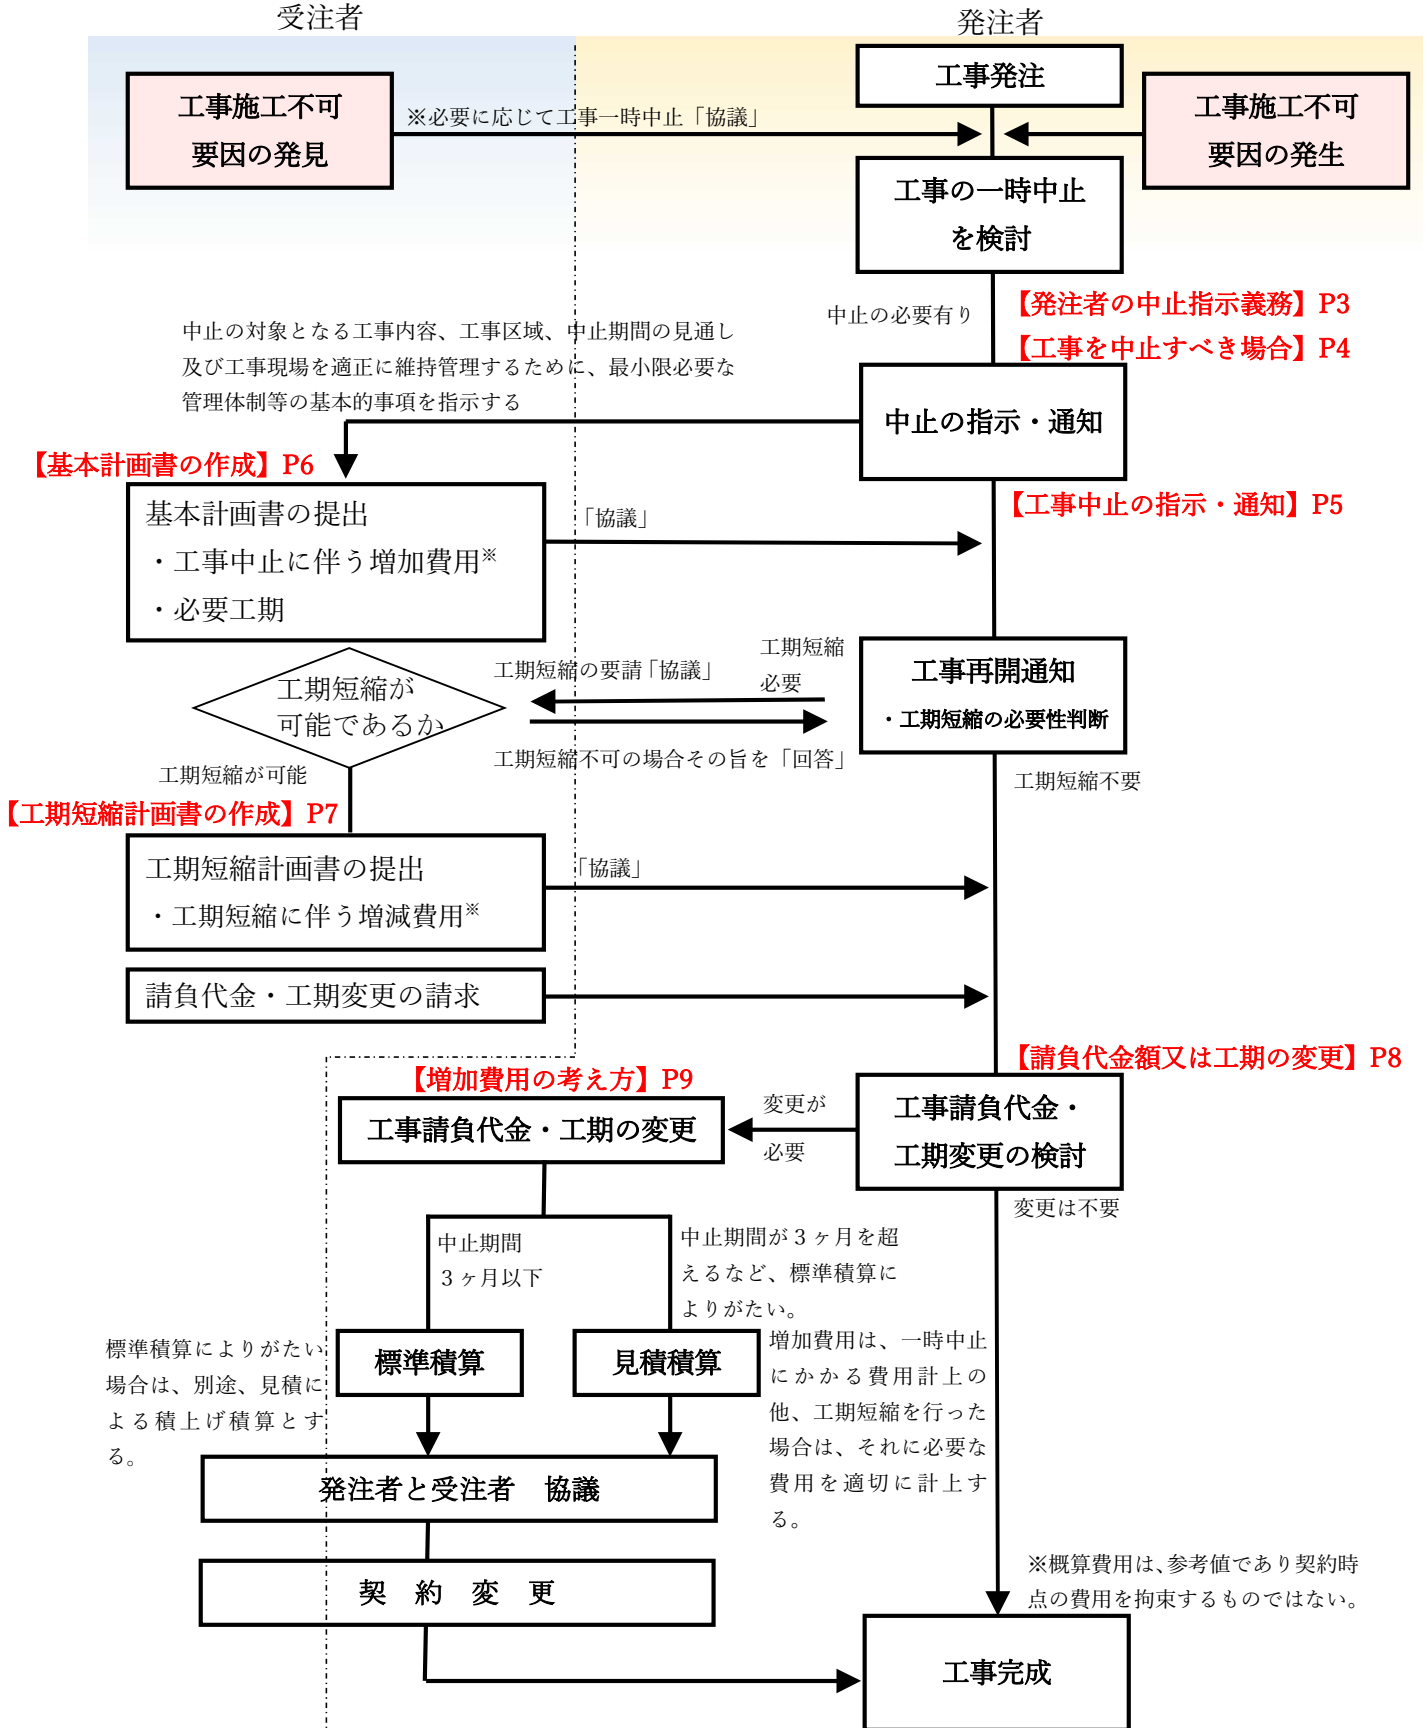 受注者
発注者
工事発注
工事施工不可
要因の発見
※必要に応じて工事一時中止「協議」
工事施工不可
要因の発生
工事の一時中止
を検討
中止の必要有り
【発注者の中止指示義務】P3
【工事を中止すべき場合】P4
中止の対象となる工事内容、工事区域、中止期間の見通し
及び工事現場を適正に維持管理するために、最小限必要な
管理体制等の基本的事項を指示する
中止の指示・通知
【基本計画書の作成】P6
【工事中止の指示・通知】P5
基本計画書の提出
・工事中止に伴う増加費用※
・必要工期
「協議」
工期短縮が
可能であるか
工期短縮の要請「協議」
工期短縮
必要
工事再開通知
・工期短縮の必要性判断
工期短縮不可の場合その旨を「回答」
工期短縮が可能
工期短縮不要
【工期短縮計画書の作成】P7
工期短縮計画書の提出
・工期短縮に伴う増減費用※
「協議」
請負代金・工期変更の請求
【請負代金額又は工期の変更】P8
【増加費用の考え方】P9
工事請負代金・工期の変更
変更が
必要
工事請負代金・
工期変更の検討
変更は不要
中止期間
３ヶ月以下
中止期間が３ヶ月を超
えるなど、標準積算に
よりがたい。
標準積算によりがたい
場合は、別途、見積に
よる積上げ積算とす
る。
標準積算
見積積算
増加費用は、一時中止
にかかる費用計上の
他、工期短縮を行った
場合は、それに必要な
費用を適切に計上す
る。
発注者と受注者　協議
契　約　変　更
※概算費用は、参考値であり契約時
点の費用を拘束するものではない。
工事完成